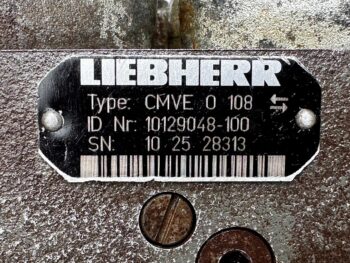 LIEBHERR
Type: CMVE 0 108 ⇆
ID Nr: 10129048-100
SN: 10 25 28313